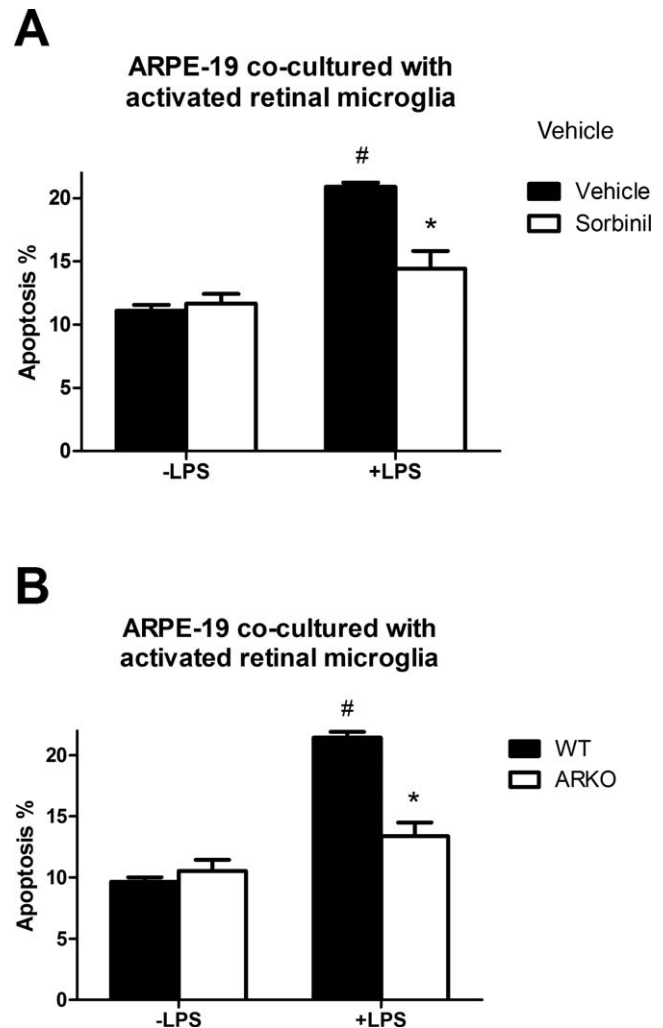 A
ARPE-19 co-cultured with
activated retinal microglia
Vehicle
Vehicle
Sorbinil
#
*
Apoptosis %
20
15
10
5
0
-LPS
+LPS
B
ARPE-19 co-cultured with
activated retinal microglia
WT
ARKO
#
*
Apoptosis %
20
15
10
5
0
-LPS
+LPS